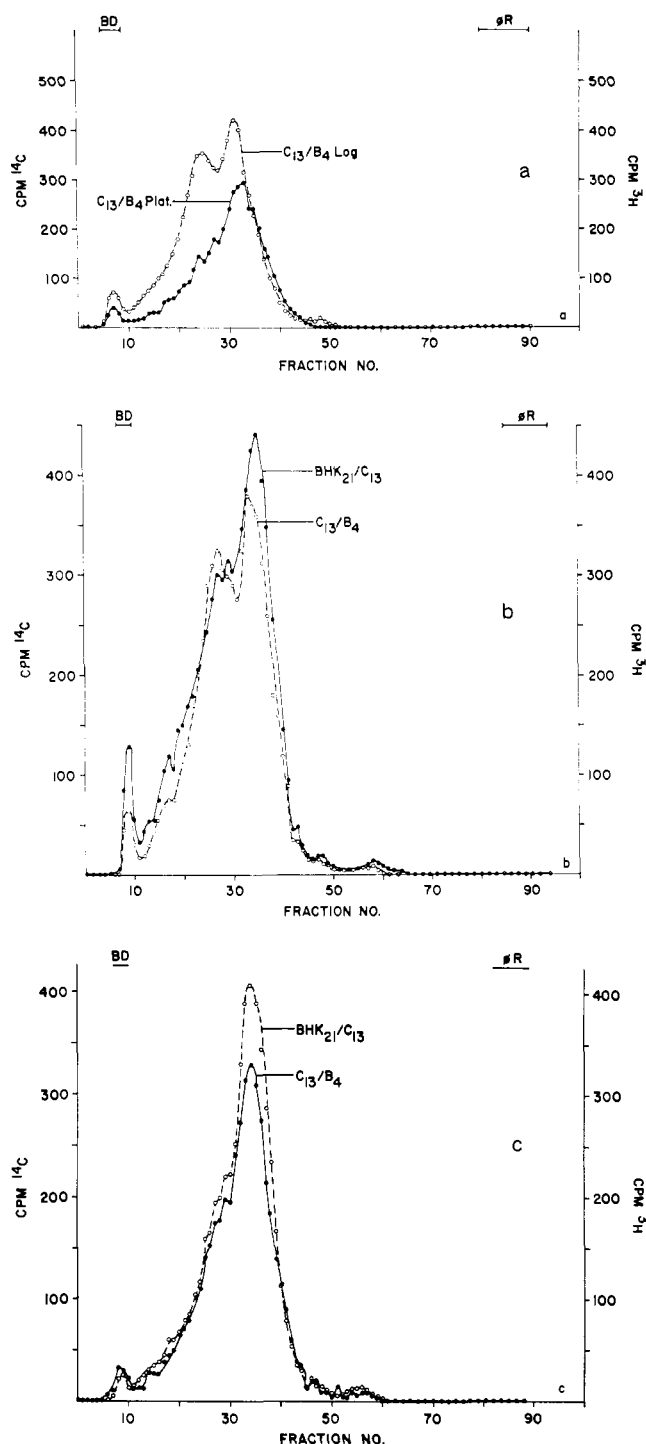 BD
øR
500
400
300
200
100
CPM ¹⁴C
C₁₃/B₄ Log
C₁₃/B₄ Plat.
a
500
400
300
200
100
CPM ³H
a
10 30 50 70 90
FRACTION NO.
BD
øR
400
300
200
100
CPM ¹⁴C
BHK₂₁/C₁₃
C₁₃/B₄
b
400
300
200
100
CPM ³H
b
10 30 50 70 90
FRACTION NO.
BD
øR
400
300
200
100
CPM ¹⁴C
BHK₂₁/C₁₃
C₁₃/B₄
c
400
300
200
100
CPM ³H
c
10 30 50 70 90
FRACTION NO.